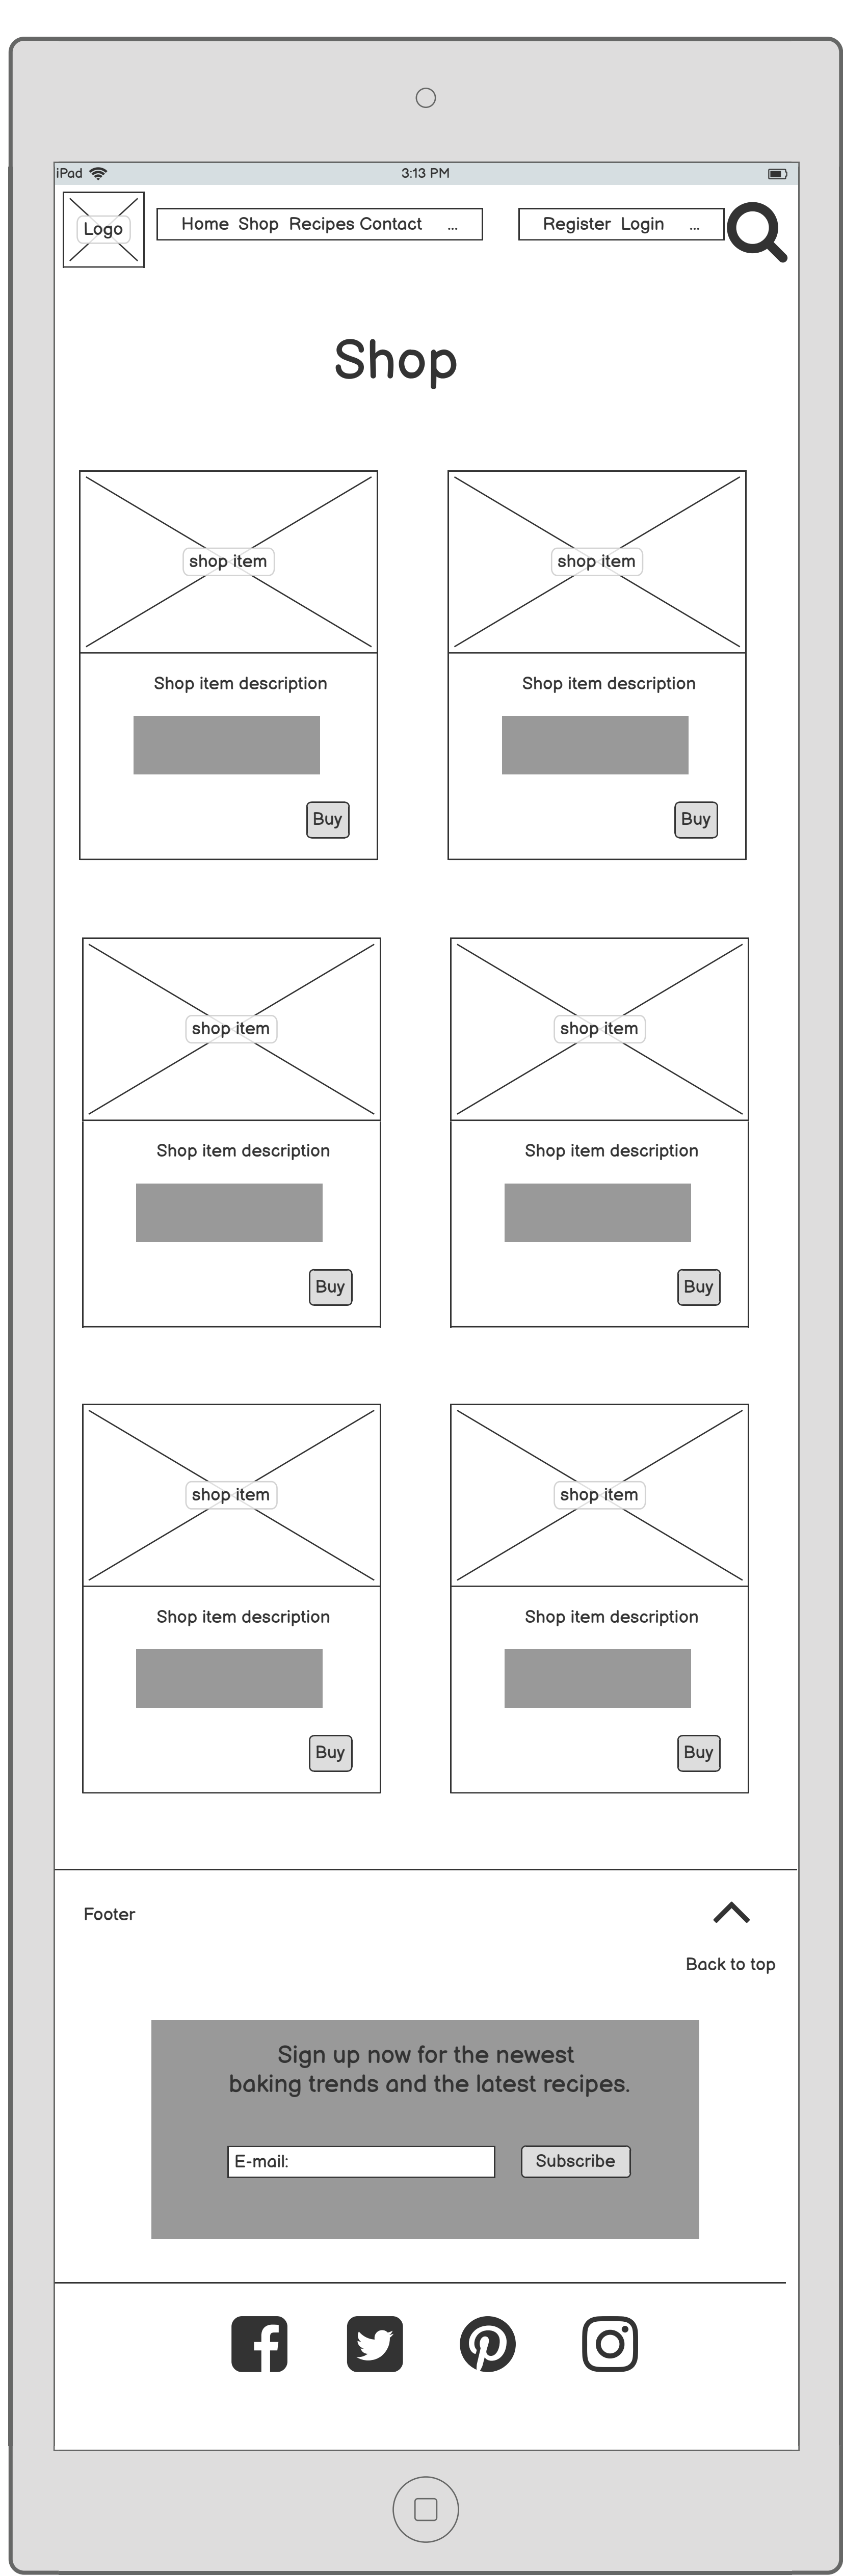 iPad 3:13 PM
Logo Home Shop Recipes Contact ... Register Login ...
Shop
shop item shop item
Shop item description Shop item description
Buy Buy
shop item shop item
Shop item description Shop item description
Buy Buy
shop item shop item
Shop item description Shop item description
Buy Buy
Footer
Back to top
Sign up now for the newest
baking trends and the latest recipes.
E-mail: Subscribe